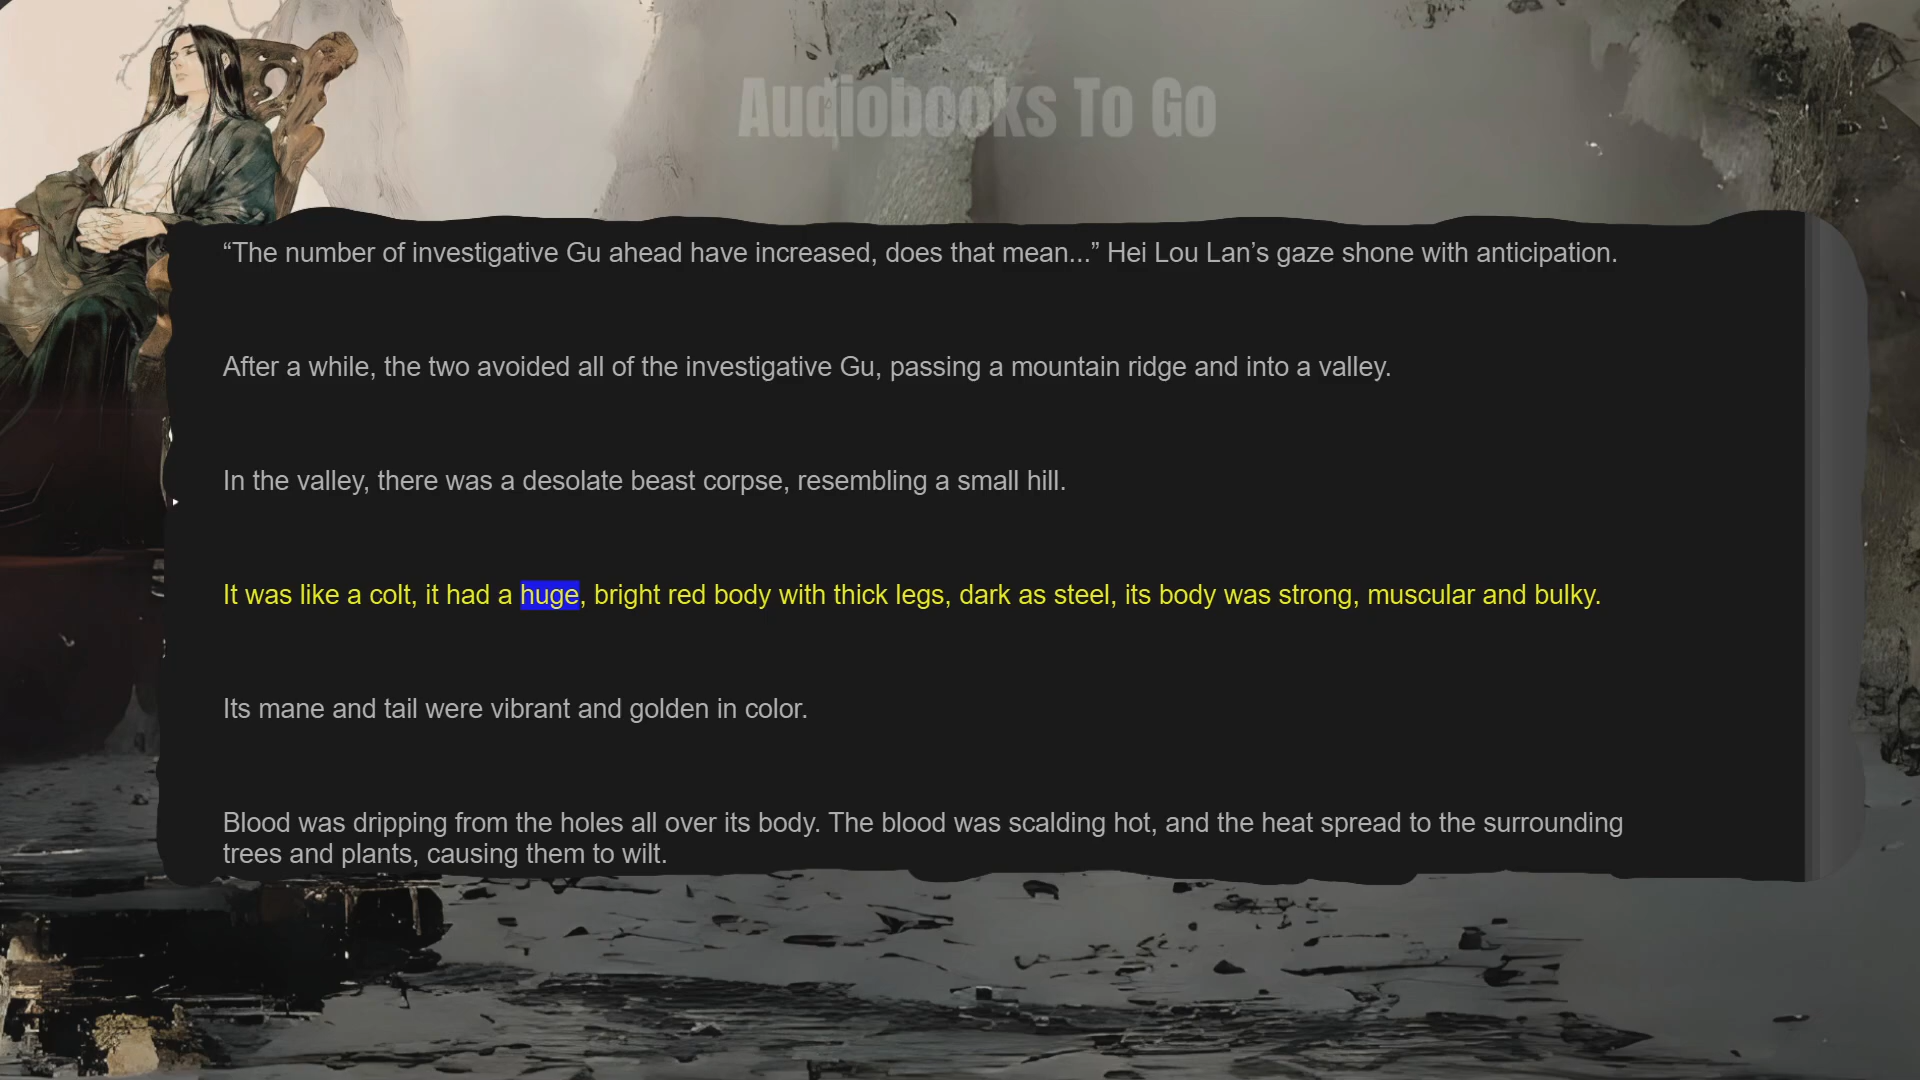 Audiobooks To Go
“The number of investigative Gu ahead have increased, does that mean...” Hei Lou Lan’s gaze shone with anticipation.
After a while, the two avoided all of the investigative Gu, passing a mountain ridge and into a valley.
In the valley, there was a desolate beast corpse, resembling a small hill.
It was like a colt, it had a huge, bright red body with thick legs, dark as steel, its body was strong, muscular and bulky.
Its mane and tail were vibrant and golden in color.
Blood was dripping from the holes all over its body. The blood was scalding hot, and the heat spread to the surrounding
trees and plants, causing them to wilt.